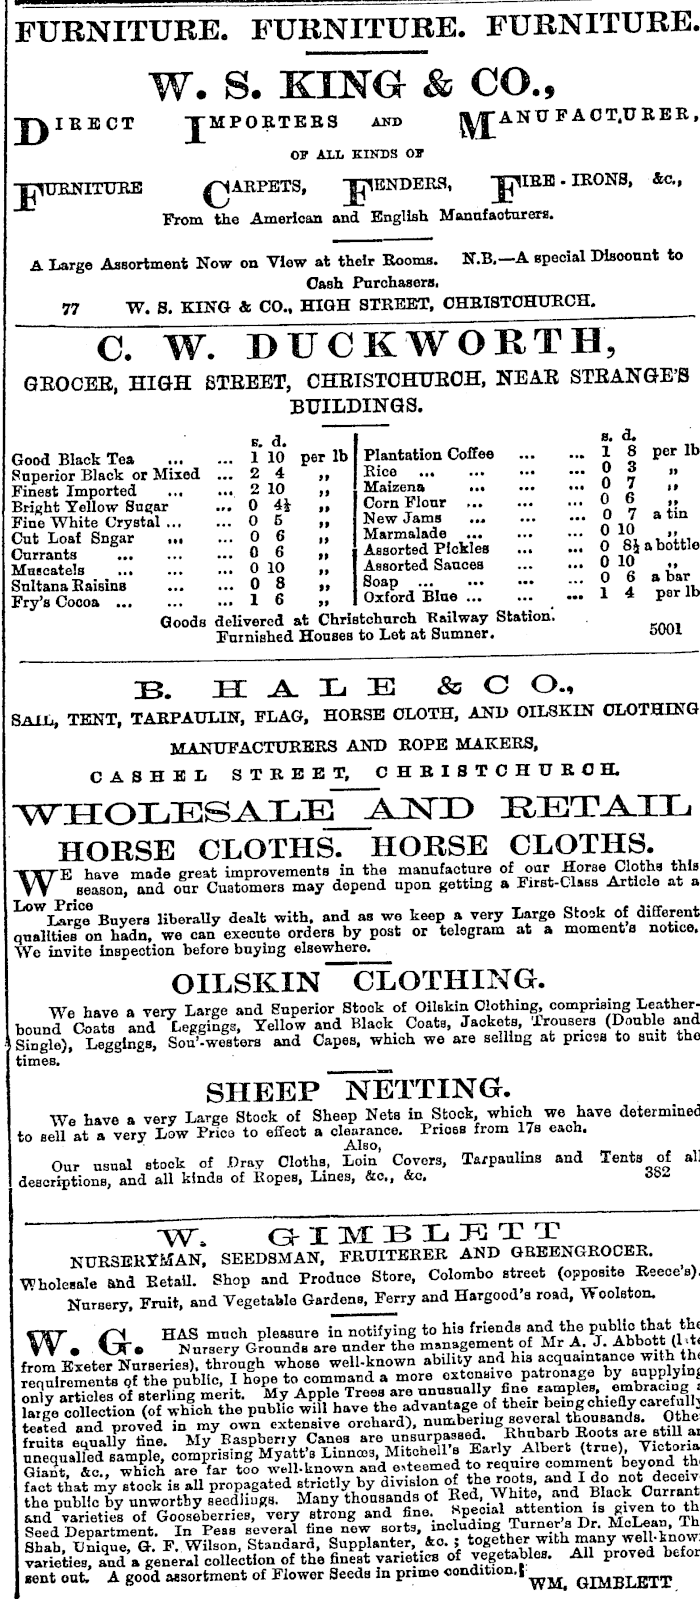 FURNITURE. FURNITURE. FURNITURE.
W. S. KING & CO.,
DIRECT IMPORTERS AND MANUFACTURER,
OF ALL KINDS OF
FURNITURE CARPETS, FENDERS, FIRE-IRONS, &c.,
From the American and English Manufacturers.
A Large Assortment Now on View at their Rooms. N.B.—A special Discount to
Cash Purchasers.
77 W. S. KING & CO., HIGH STREET, CHRISTCHURCH.
C. W. DUCKWORTH,
GROCER, HIGH STREET, CHRISTCHURCH, NEAR STRANGE'S
BUILDINGS.
s. d.
Good Black Tea ... ... 1 10 per lb
Superior Black or Mixed ... 2 4 „
Finest Imported ... ... 2 10 „
Bright Yellow Sugar ... 0 4½ „
Fine White Crystal ... ... 0 5 „
Cut Loaf Sugar ... ... 0 6 „
Currants ... ... ... 0 6 „
Muscatels ... ... ... 0 10 „
Sultana Raisins ... ... 0 8 „
Fry's Cocoa ... ... ... 1 6 „
s. d.
Plantation Coffee ... ... 1 8 per lb
Rice ... ... ... 0 3 „
Maizena ... ... 0 7 „
Corn Flour ... ... ... 0 6 „
New Jams ... ... 0 7 a tin
Marmalade ... ... ... 0 10 „
Assorted Pickles ... ... 0 8½ a bottle
Assorted Sauces ... ... 0 10 „
Soap ... ... ... 0 6 a bar
Oxford Blue ... ... ... 1 4 per lb
Goods delivered at Christchurch Railway Station.
Furnished Houses to Let at Sumner. 5001
B. HALE & CO.,
SAIL, TENT, TARPAULIN, FLAG, HORSE CLOTH, AND OILSKIN CLOTHING
MANUFACTURERS AND ROPE MAKERS,
CASHEL STREET, CHRISTCHURCH.
WHOLESALE AND RETAIL
HORSE CLOTHS. HORSE CLOTHS.
WE have made great improvements in the manufacture of our Horse Cloths this
season, and our Customers may depend upon getting a First-Class Article at a
Low Price
Large Buyers liberally dealt with, and as we keep a very Large Stock of different
qualities on hadn, we can execute orders by post or telegram at a moment's notice.
We invite inspection before buying elsewhere.
OILSKIN CLOTHING.
We have a very Large and Superior Stock of Oilskin Clothing, comprising Leather-
bound Coats and Leggings, Yellow and Black Coats, Jackets, Trousers (Double and
Single), Leggings, Sou'-westers and Capes, which we are selling at prices to suit the
times.
SHEEP NETTING.
We have a very Large Stock of Sheep Nets in Stock, which we have determined
to sell at a very Low Price to effect a clearance. Prices from 17s each.
Also,
Our usual stock of Dray Cloths, Loin Covers, Tarpaulins and Tents of all
descriptions, and all kinds of Ropes, Lines, &c., &c. 382
W. GIMBLETT
NURSERYMAN, SEEDSMAN, FRUITERER AND GREENGROCER.
Wholesale and Retail. Shop and Produce Store, Colombo street (opposite Reece's).
Nursery, Fruit, and Vegetable Gardens, Ferry and Hargood's road, Woolston.
W. G. HAS much pleasure in notifying to his friends and the public that the
Nursery Grounds are under the management of Mr A. J. Abbott (late
from Exeter Nurseries), through whose well-known ability and his acquaintance with the
requirements of the public, I hope to command a more extensive patronage by supplying
only articles of sterling merit. My Apple Trees are unusually fine samples, embracing a
large collection (of which the public will have the advantage of their being chiefly carefully
tested and proved in my own extensive orchard), numbering several thousands. Othe
fruits equally fine. My Raspberry Canes are unsurpassed. Rhubarb Roots are still an
unequalled sample, comprising Myatt's Linnœs, Mitchell's Early Albert (true), Victoria
Giant, &c., which are far too well-known and esteemed to require comment beyond th
fact that my stock is all propagated strictly by division of the roots, and I do not deceiv
the public by unworthy seedlings. Many thousands of Red, White, and Black Currant
and varieties of Gooseberries, very strong and fine. Special attention is given to th
Seed Department. In Peas several fine new sorts, including Turner's Dr. McLean, Th
Shah, Unique, G. F. Wilson, Standard, Supplanter, &c. ; together with many well-know
varieties, and a general collection of the finest varieties of vegetables. All proved befor
sent out. A good assortment of Flower Seeds in prime condition.
WM. GIMBLETT